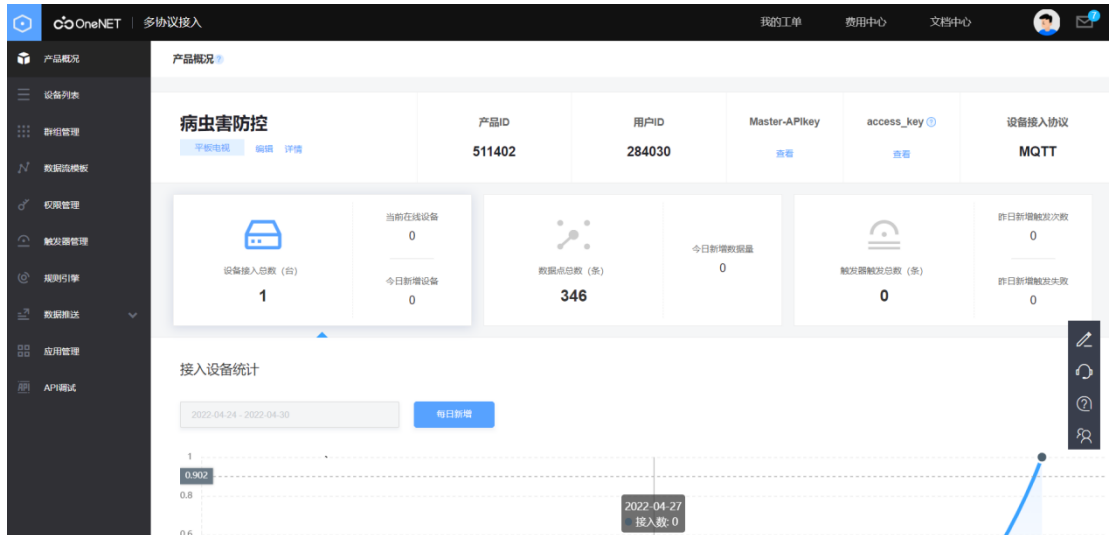 OneNET 多协议接入 我的工单 费用中心 文档中心 7
产品概况
设备列表
群组管理
数据流模板
权限管理
触发器管理
规则引擎
数据推送
应用管理
API API调试
产品概况 ?
病虫害防控
平板电视 编辑 详情
产品ID
511402
用户ID
284030
Master-APIkey
查看
access_key ?
查看
设备接入协议
MQTT
设备接入总数 (台)
1
当前在线设备
0
今日新增设备
0
数据点总数 (条)
346
今日新增数据量
0
触发器触发总数 (条)
0
昨日新增触发次数
0
昨日新增触发失败
0
接入设备统计
2022-04-24 - 2022-04-30 每日新增
1
0.902
0.8
0.6
2022-04-27
接入数: 0